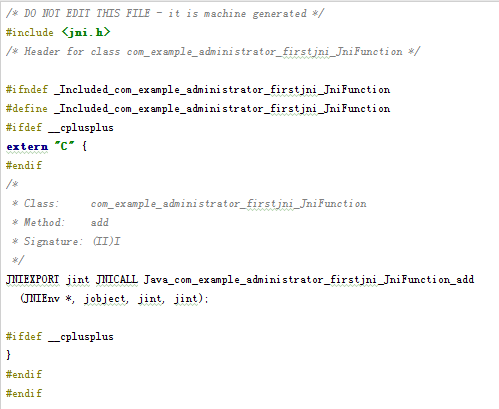 /* DO NOT EDIT THIS FILE - it is machine generated */
#include <jni.h>
/* Header for class com_example_administrator_firstjni_JniFunction */
#ifndef _Included_com_example_administrator_firstjni_JniFunction
#define _Included_com_example_administrator_firstjni_JniFunction
#ifdef __cplusplus
extern "C" {
#endif
/*
 * Class:     com_example_administrator_firstjni_JniFunction
 * Method:    add
 * Signature: (II)I
 */
JNIEXPORT jint JNICALL Java_com_example_administrator_firstjni_JniFunction_add
  (JNIEnv *, jobject, jint, jint);
#ifdef __cplusplus
}
#endif
#endif